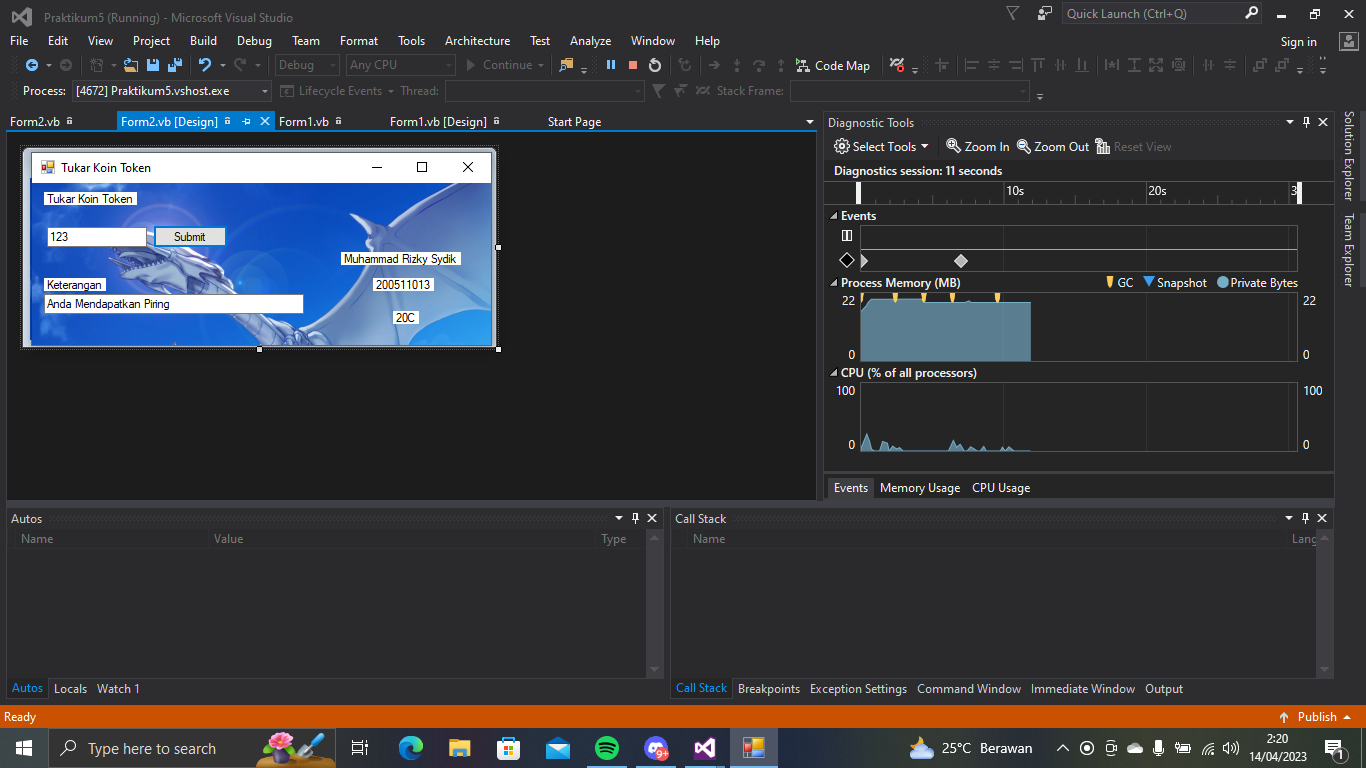 Praktikum5 (Running) - Microsoft Visual Studio
Quick Launch (Ctrl+Q)
File Edit View Project Build Debug Team Format Tools Architecture Test Analyze Window Help
Sign in
Debug Any CPU Continue Code Map
Process: [4672] Praktikum5.vshost.exe Lifecycle Events Thread: Stack Frame:
Form2.vb Form2.vb [Design] Form1.vb Form1.vb [Design] Start Page
Tukar Koin Token
Tukar Koin Token
123 Submit
Muhammad Rizky Sydik
Keterangan 200511013
Anda Mendapatkan Piring
20C
Diagnostic Tools
Select Tools Zoom In Zoom Out Reset View
Diagnostics session: 11 seconds
10s 20s 3
Events
Process Memory (MB) GC Snapshot Private Bytes
22 22
0 0
CPU (% of all processors)
100 100
0 0
Events Memory Usage CPU Usage
Solution Explorer
Team Explorer
Autos
Name Value Type
Autos Locals Watch 1
Call Stack
Name Lang
Call Stack Breakpoints Exception Settings Command Window Immediate Window Output
Ready
Publish
Type here to search
9+
25°C Berawan
2:20
14/04/2023
1